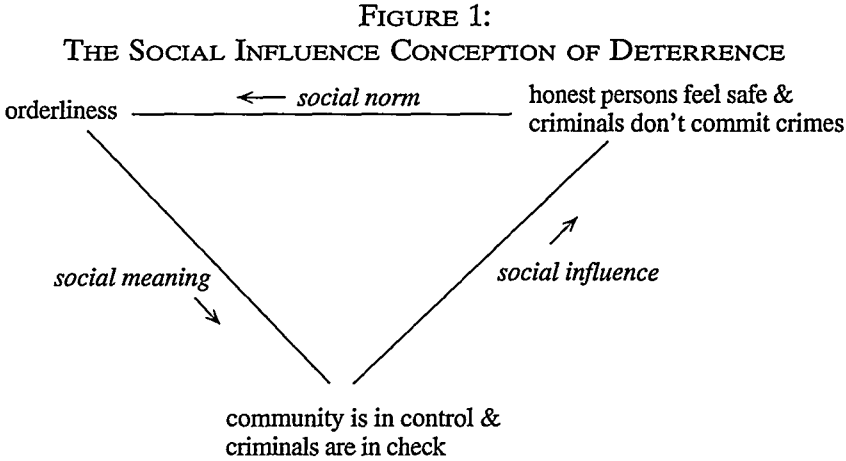 FIGURE 1:
THE SOCIAL INFLUENCE CONCEPTION OF DETERRENCE
orderliness
social norm
honest persons feel safe &
criminals don't commit crimes
social meaning
social influence
community is in control &
criminals are in check